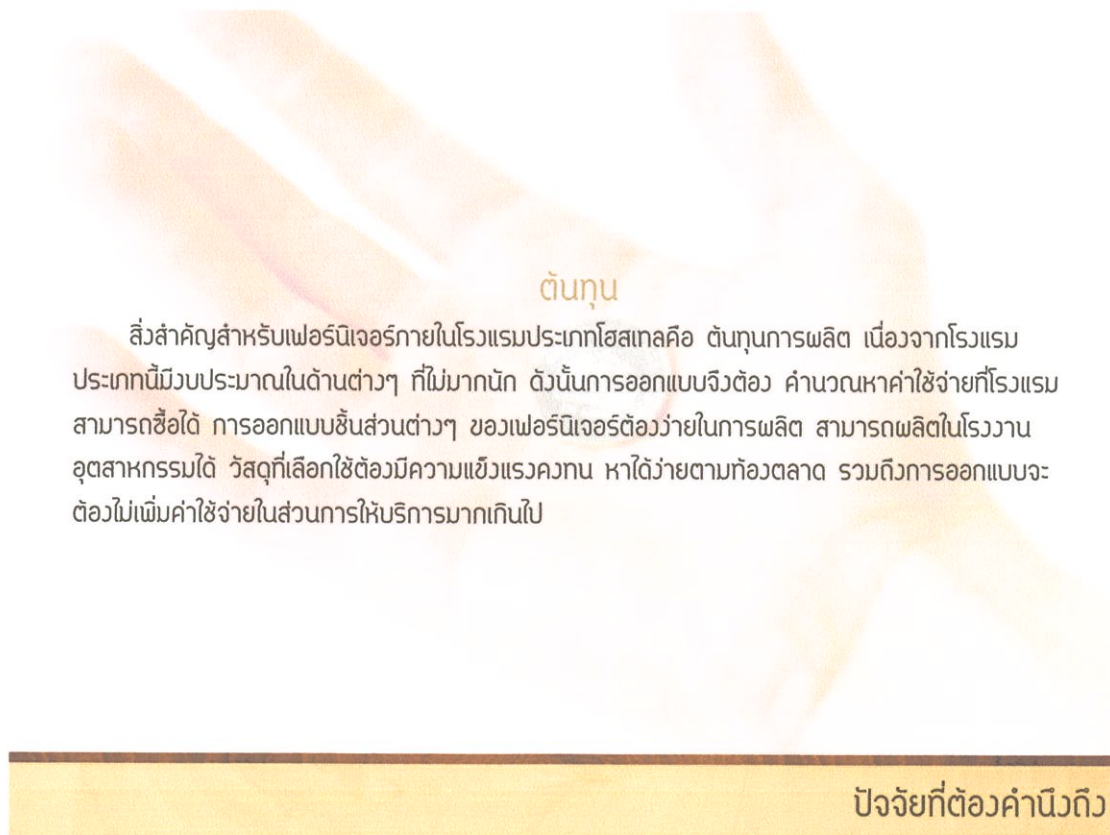 ต้นทุน
สิ่งสำคัญสำหรับเฟอร์นิเจอร์ภายในโรงแรมประเภทโฮสเทลคือ ต้นทุนการผลิต เนื่องจากโรงแรม
ประเภทนี้มีงบประมาณในด้านต่างๆ ที่ไม่มากนัก ดังนั้นการออกแบบจึงต้อง คำนวณหาค่าใช้จ่ายที่โรงแรม
สามารถซื้อได้ การออกแบบชิ้นส่วนต่างๆ ของเฟอร์นิเจอร์ต้องง่ายในการผลิต สามารถผลิตในโรงงาน
อุตสาหกรรมได้ วัสดุที่เลือกใช้ต้องมีความแข็งแรงคงทน หาได้ง่ายตามท้องตลาด รวมถึงการออกแบบจะ
ต้องไม่เพิ่มค่าใช้จ่ายในส่วนการให้บริการมากเกินไป
ปัจจัยที่ต้องคำนึงถึง